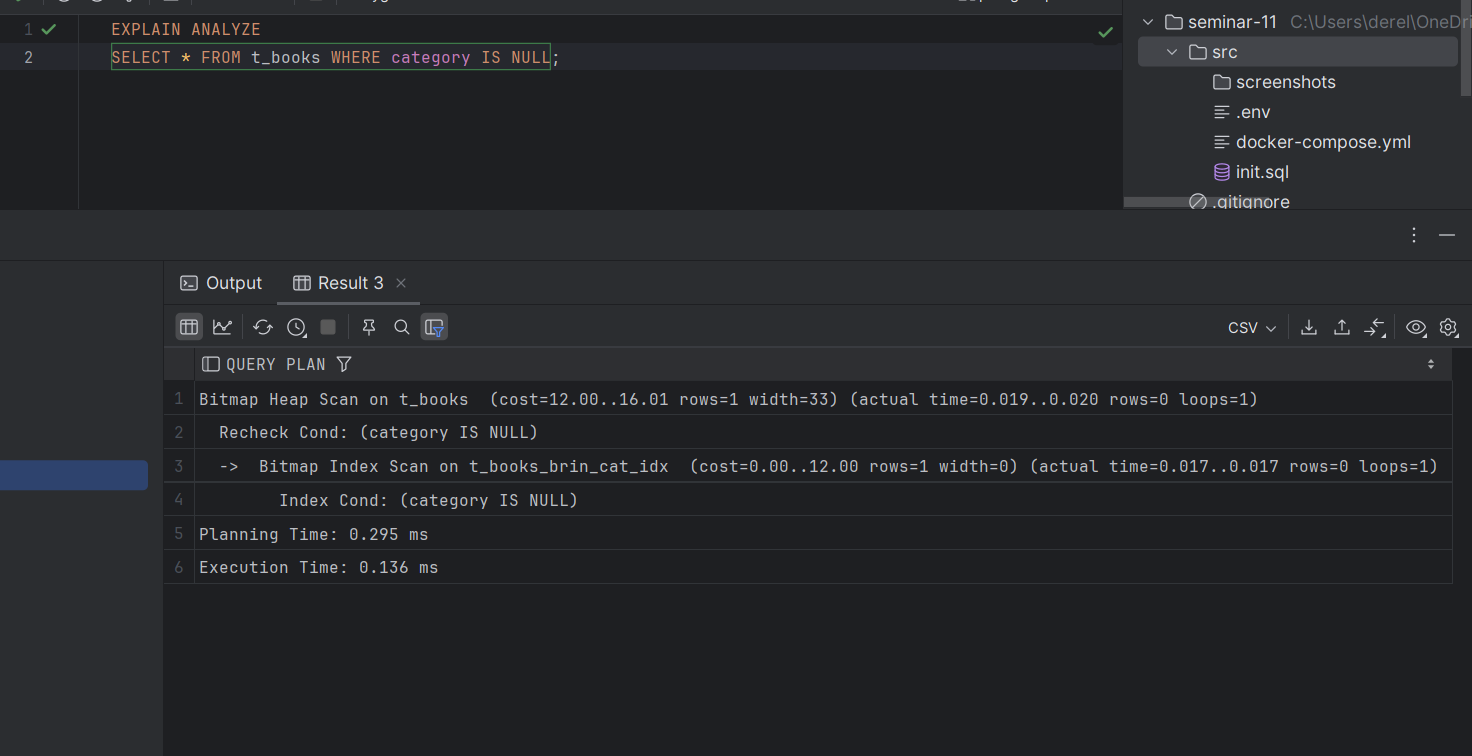 1 EXPLAIN ANALYZE
2 SELECT * FROM t_books WHERE category IS NULL;
seminar-11 C:\Users\derel\OneDri
src
screenshots
.env
docker-compose.yml
init.sql
.gitignore
Output Result 3
CSV
QUERY PLAN
1 Bitmap Heap Scan on t_books (cost=12.00..16.01 rows=1 width=33) (actual time=0.019..0.020 rows=0 loops=1)
2 Recheck Cond: (category IS NULL)
3 -> Bitmap Index Scan on t_books_brin_cat_idx (cost=0.00..12.00 rows=1 width=0) (actual time=0.017..0.017 rows=0 loops=1)
4 Index Cond: (category IS NULL)
5 Planning Time: 0.295 ms
6 Execution Time: 0.136 ms